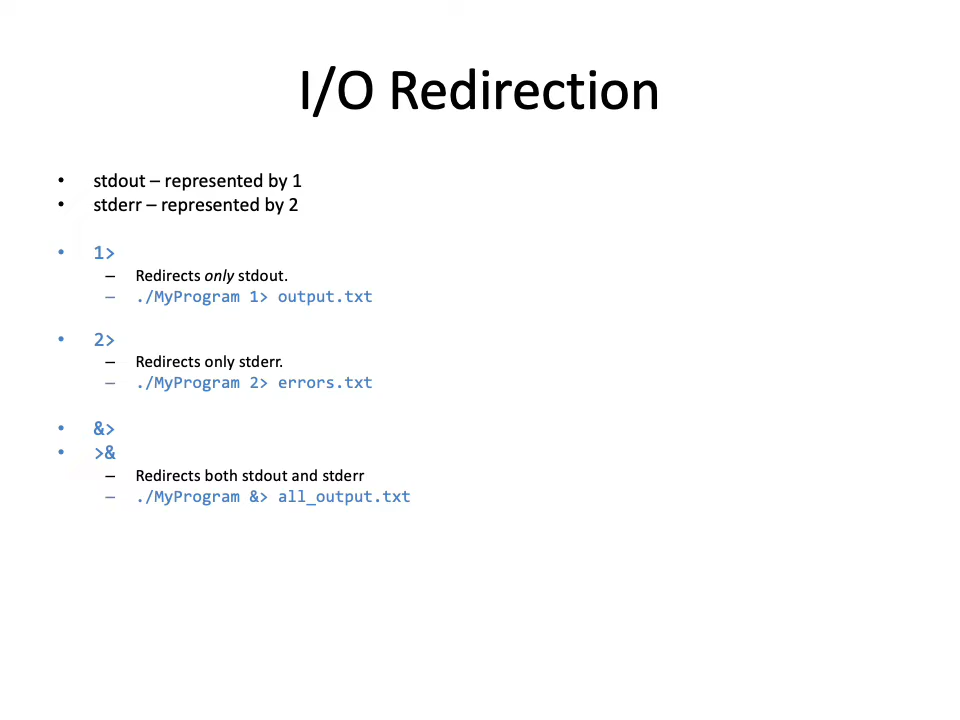 I/O Redirection
• stdout – represented by 1
• stderr – represented by 2
• 1>
– Redirects only stdout.
– ./MyProgram 1> output.txt
• 2>
– Redirects only stderr.
– ./MyProgram 2> errors.txt
• &>
• >&
– Redirects both stdout and stderr
– ./MyProgram &> all_output.txt